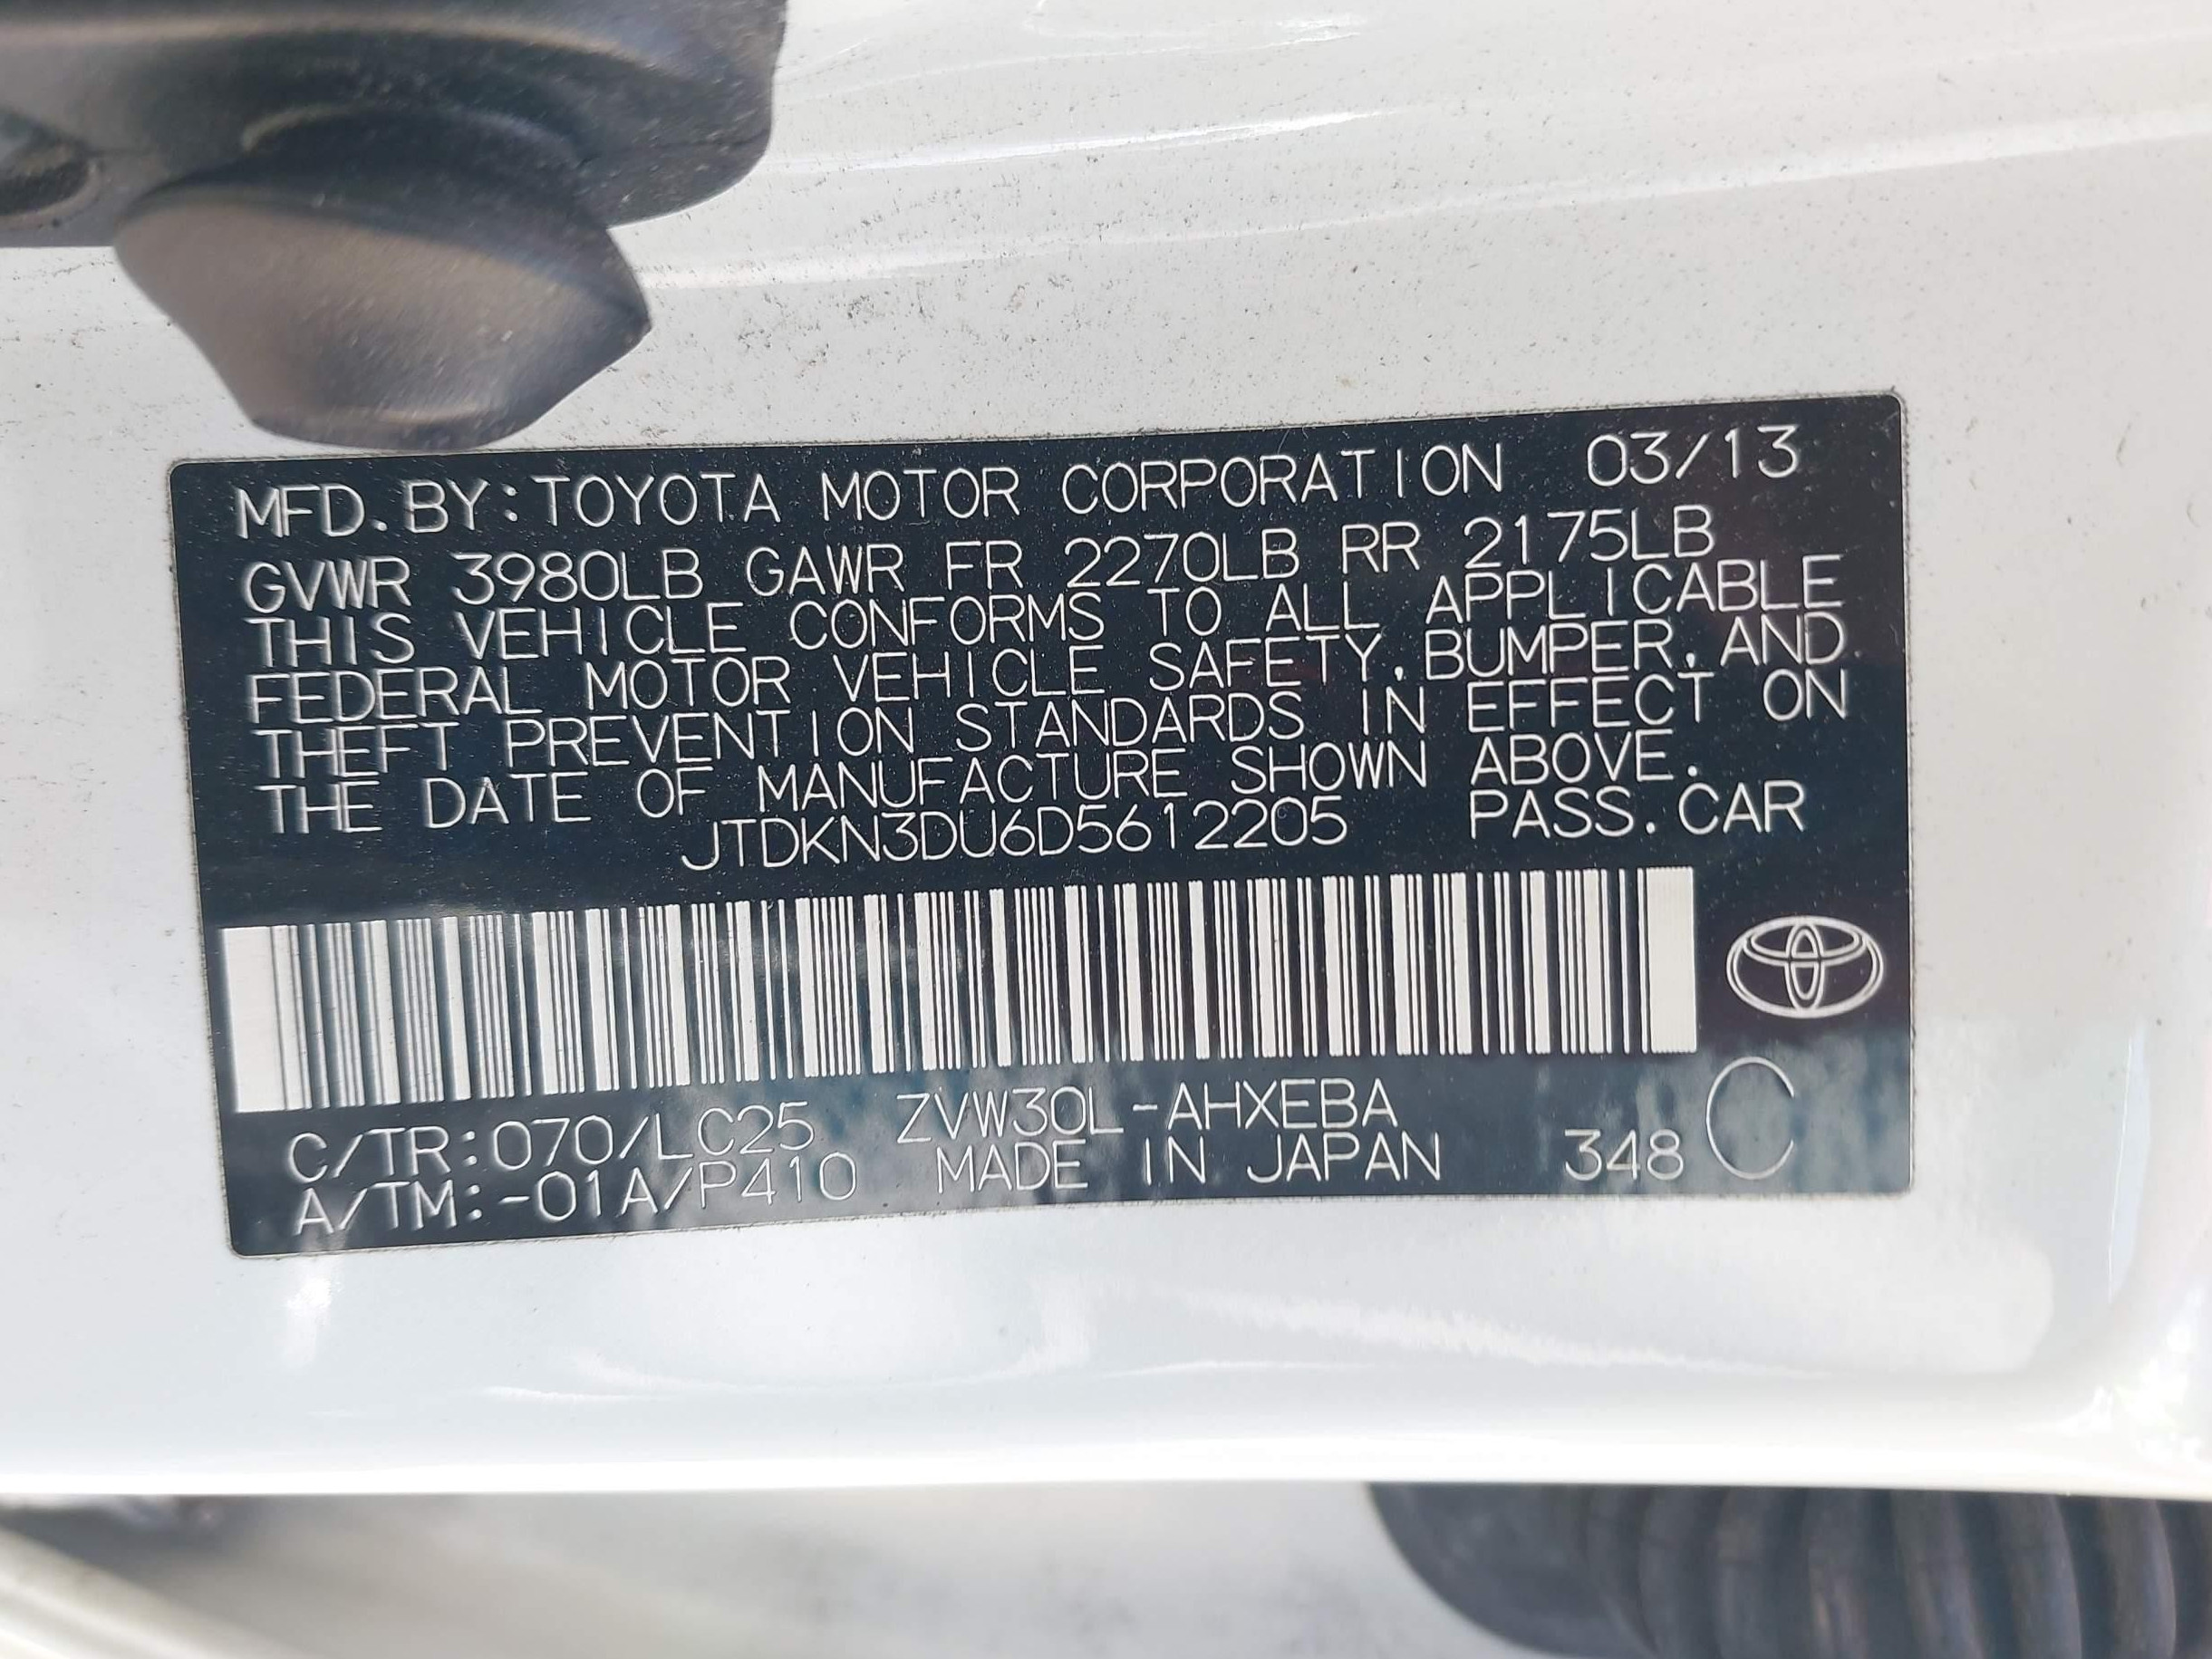 MFD.BY:TOYOTA MOTOR CORPORATION 03/13
GVWR 3980LB GAWR FR 2270LB RR 2175LB
THIS VEHICLE CONFORMS TO ALL APPLICABLE
FEDERAL MOTOR VEHICLE SAFETY,BUMPER,AND
THEFT PREVENTION STANDARDS IN EFFECT ON
THE DATE OF MANUFACTURE SHOWN ABOVE.
JTDKN3DU6D5612205 PASS.CAR
C/TR:070/LC25 ZVW30L-AHXEBA
A/TM:-01A/P410 MADE IN JAPAN 348 C